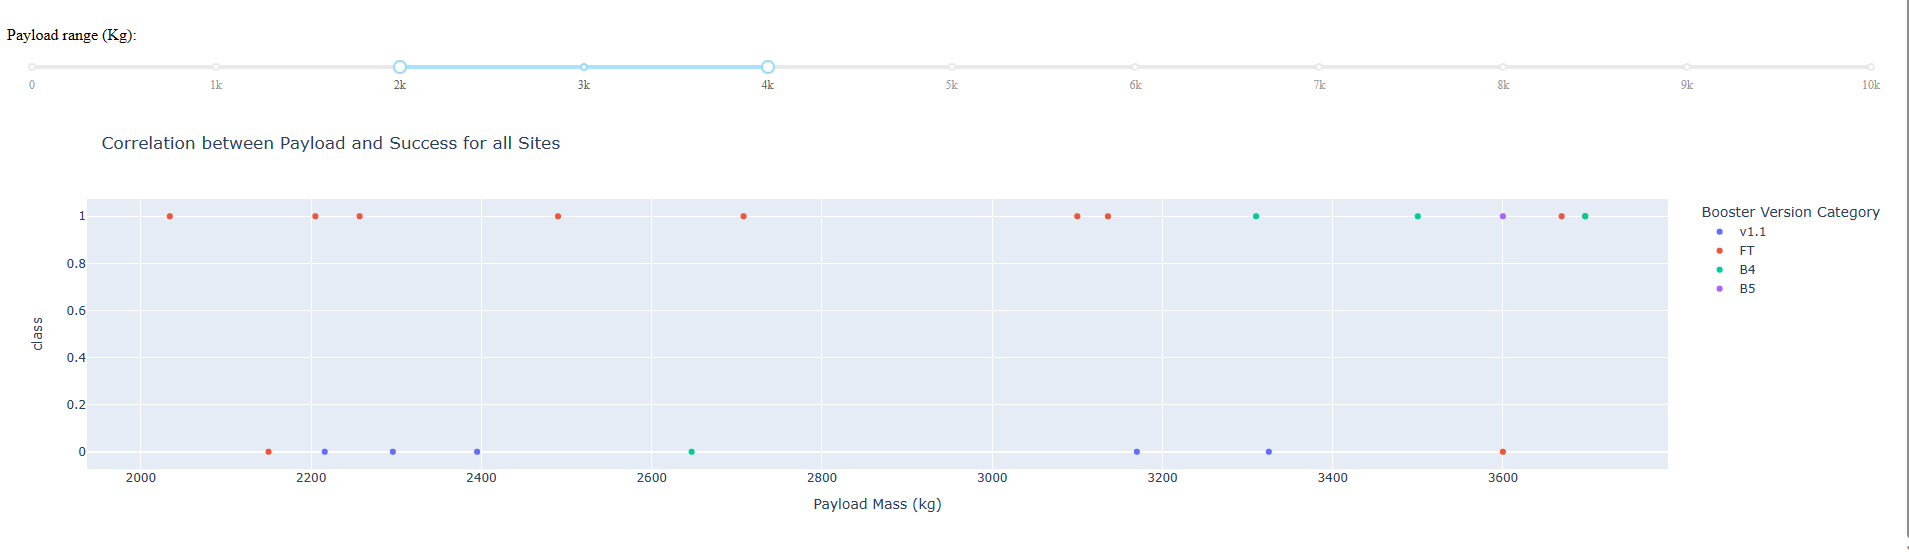 Payload range (Kg):
0 1k 2k 3k 4k 5k 6k 7k 8k 9k 10k
Correlation between Payload and Success for all Sites
1
0.8
0.6
0.4
0.2
0
class
2000 2200 2400 2600 2800 3000 3200 3400 3600
Payload Mass (kg)
Booster Version Category
v1.1
FT
B4
B5